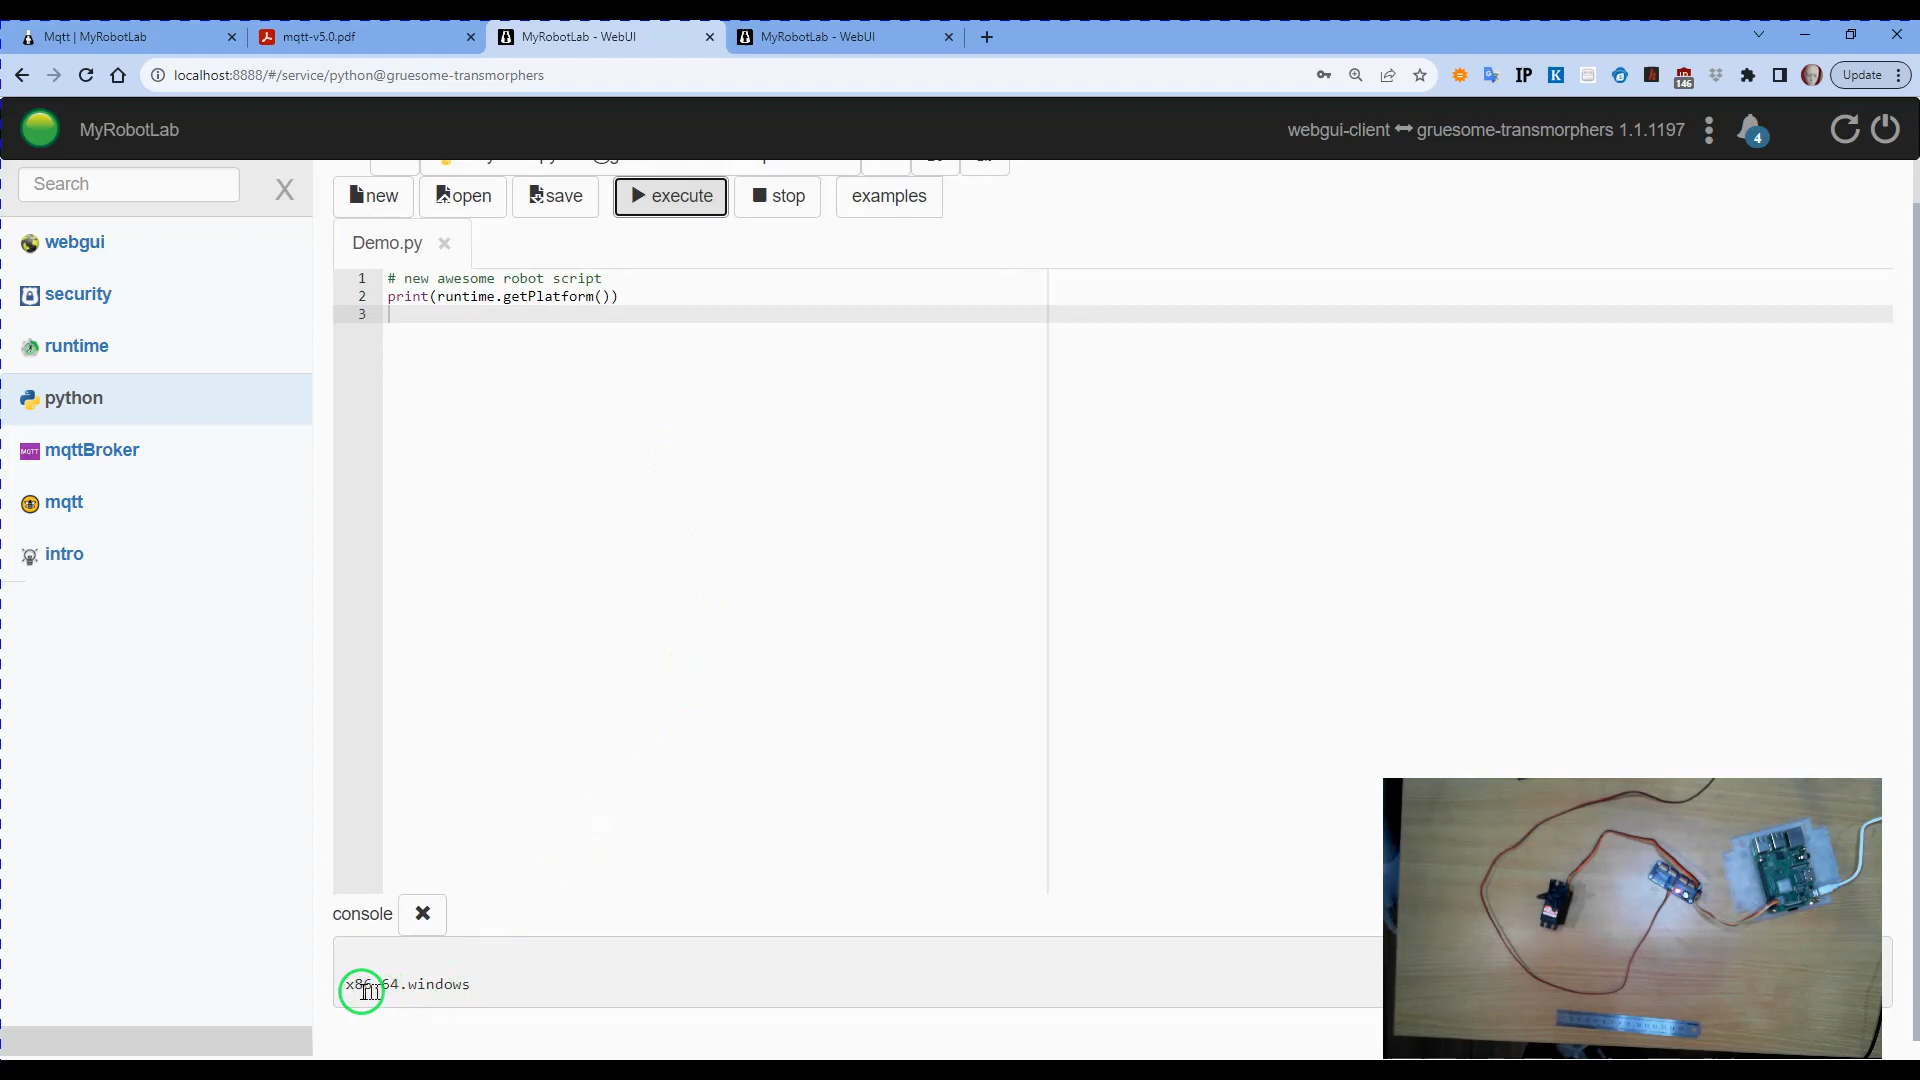 Mqtt | MyRobotLab
mqtt-v5.0.pdf
MyRobotLab - WebUI
MyRobotLab - WebUI
localhost:8888/#/service/python@gruesome-transmorphers
IP
K
146
Update
MyRobotLab
webgui-client
gruesome-transmorphers 1.1.1197
4
Search
X
new
open
save
execute
stop
examples
webgui
security
runtime
python
mqttBroker
mqtt
intro
Demo.py
1 # new awesome robot script
2 print(runtime.getPlatform())
3
console
x86.64.windows